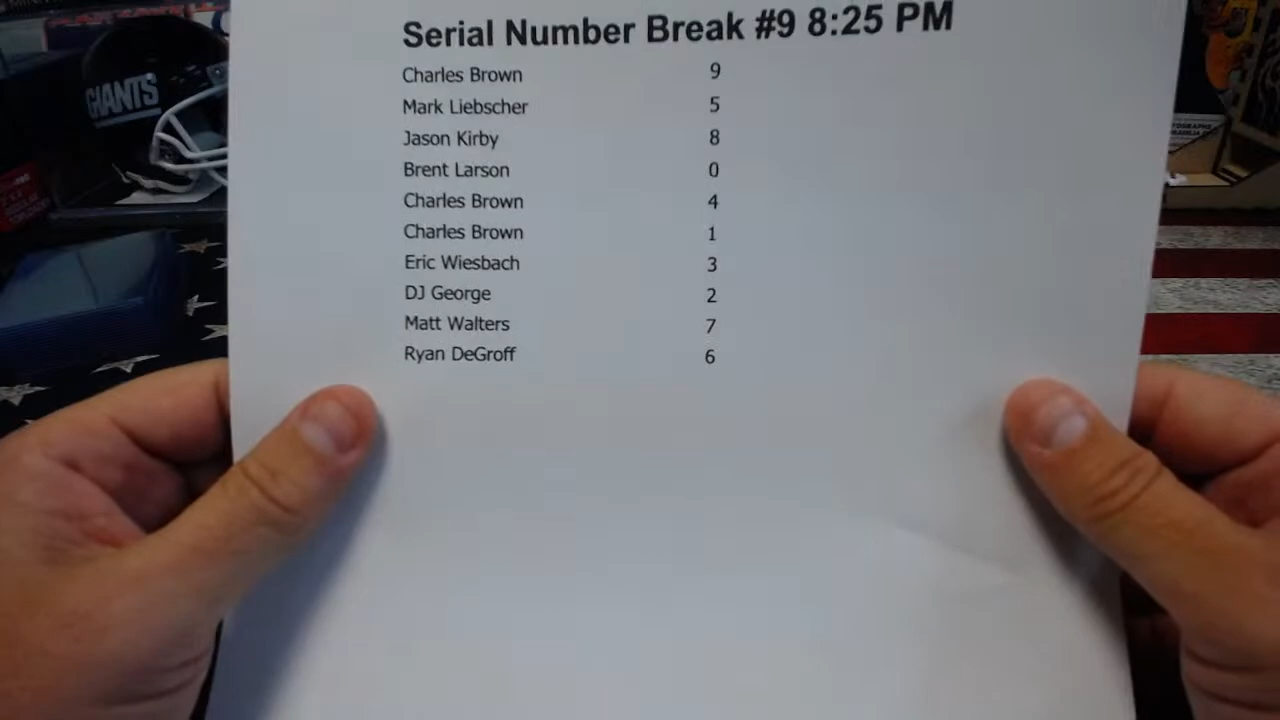 Serial Number Break #9 8:25 PM
Charles Brown 9
Mark Liebscher 5
Jason Kirby 8
Brent Larson 0
Charles Brown 4
Charles Brown 1
Eric Wiesbach 3
DJ George 2
Matt Walters 7
Ryan DeGroff 6
GIANTS